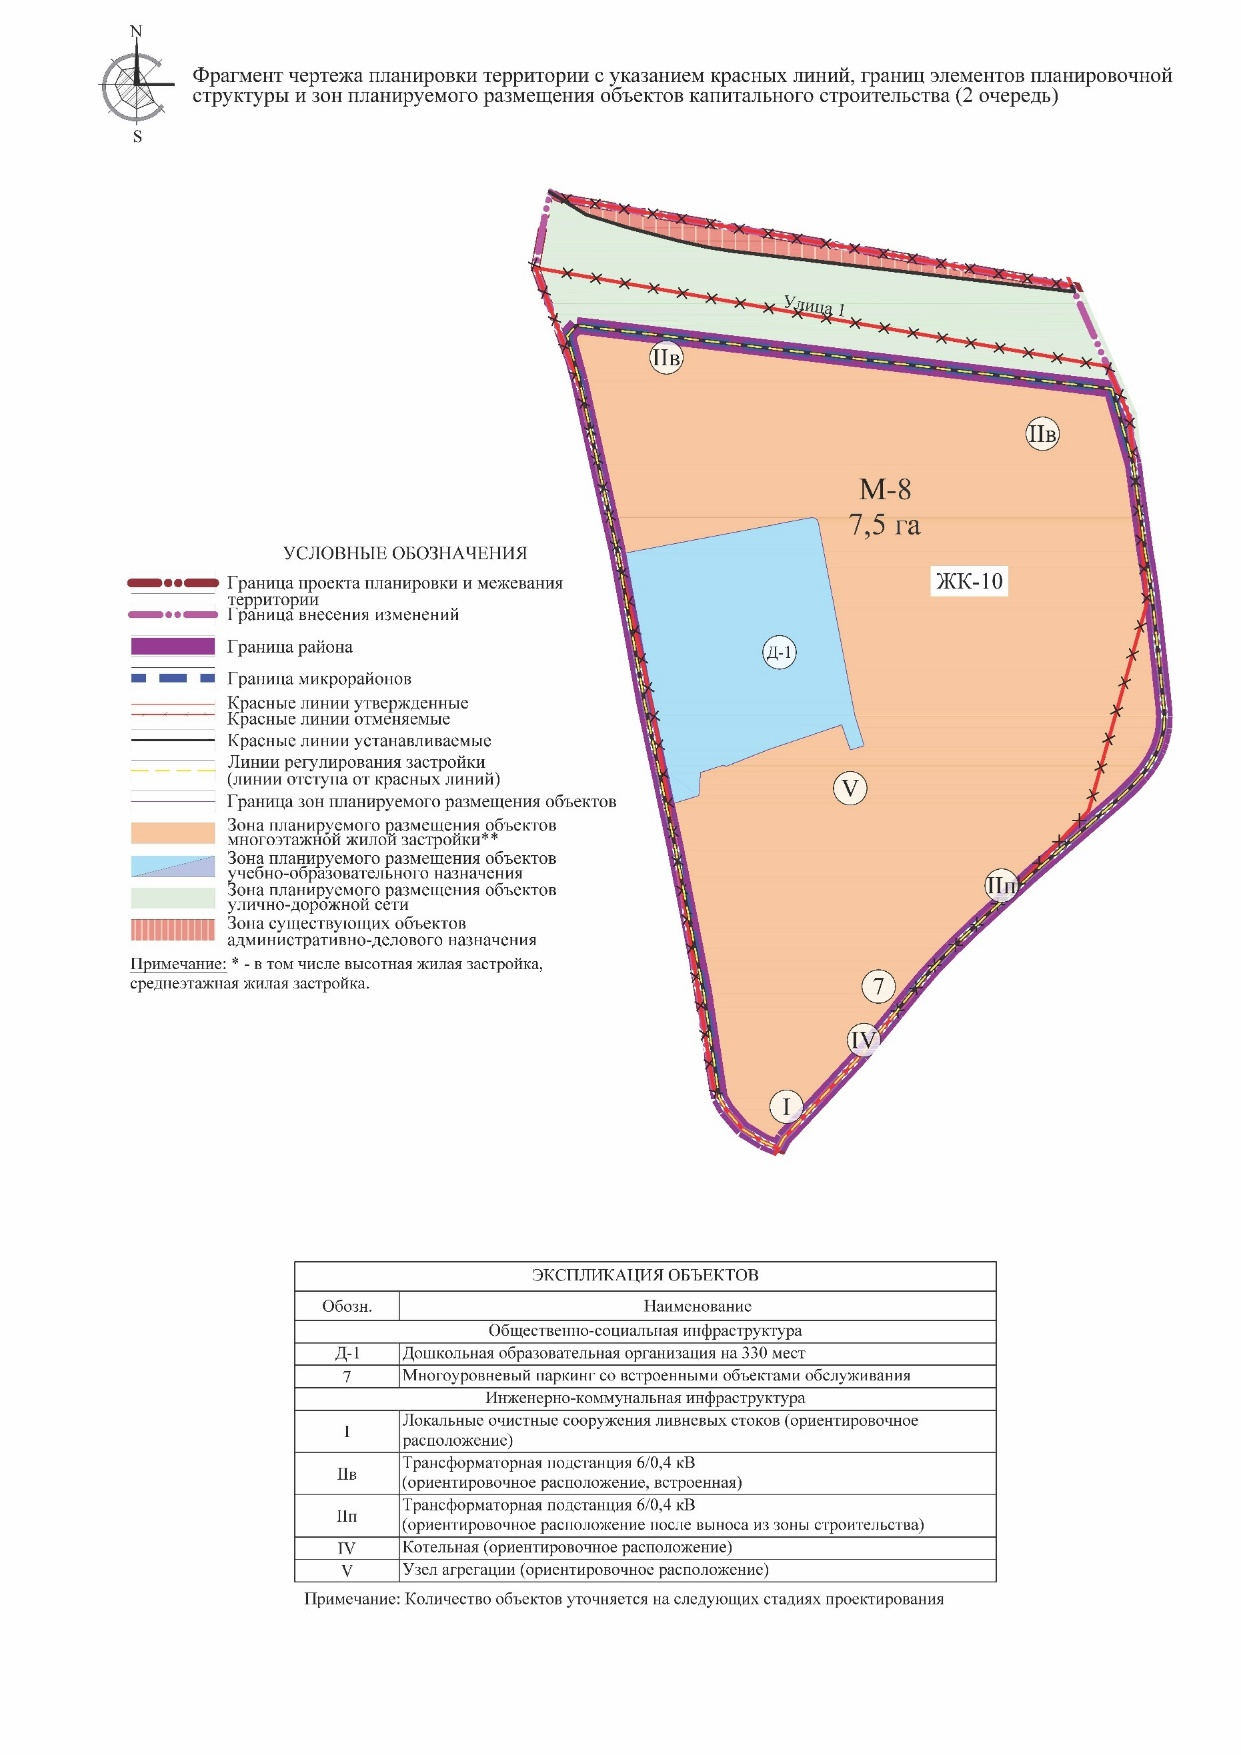 N
S
Фрагмент чертежа планировки территории с указанием красных линий, границ элементов планировочной
структуры и зон планируемого размещения объектов капитального строительства (2 очередь)
Улица 1
IIв
IIв
М-8
7,5 га
ЖК-10
Д-1
V
IIп
7
IV
I
УСЛОВНЫЕ ОБОЗНАЧЕНИЯ
Граница проекта планировки и межевания
территории
Граница внесения изменений
Граница района
Граница микрорайонов
Красные линии утвержденные
Красные линии отменяемые
Красные линии устанавливаемые
Линии регулирования застройки
(линии отступа от красных линий)
Граница зон планируемого размещения объектов
Зона планируемого размещения объектов
многоэтажной жилой застройки**
Зона планируемого размещения объектов
учебно-образовательного назначения
Зона планируемого размещения объектов
улично-дорожной сети
Зона существующих объектов
административно-делового назначения
Примечание: * - в том числе высотная жилая застройка,
среднеэтажная жилая застройка.
ЭКСПЛИКАЦИЯ ОБЪЕКТОВ
Обозн. Наименование
Общественно-социальная инфраструктура
Д-1 Дошкольная образовательная организация на 330 мест
7 Многоуровневый паркинг со встроенными объектами обслуживания
Инженерно-коммунальная инфраструктура
I Локальные очистные сооружения ливневых стоков (ориентировочное
расположение)
IIв Трансформаторная подстанция 6/0,4 кВ
(ориентировочное расположение, встроенная)
IIп Трансформаторная подстанция 6/0,4 кВ
(ориентировочное расположение после выноса из зоны строительства)
IV Котельная (ориентировочное расположение)
V Узел агрегации (ориентировочное расположение)
Примечание: Количество объектов уточняется на следующих стадиях проектирования